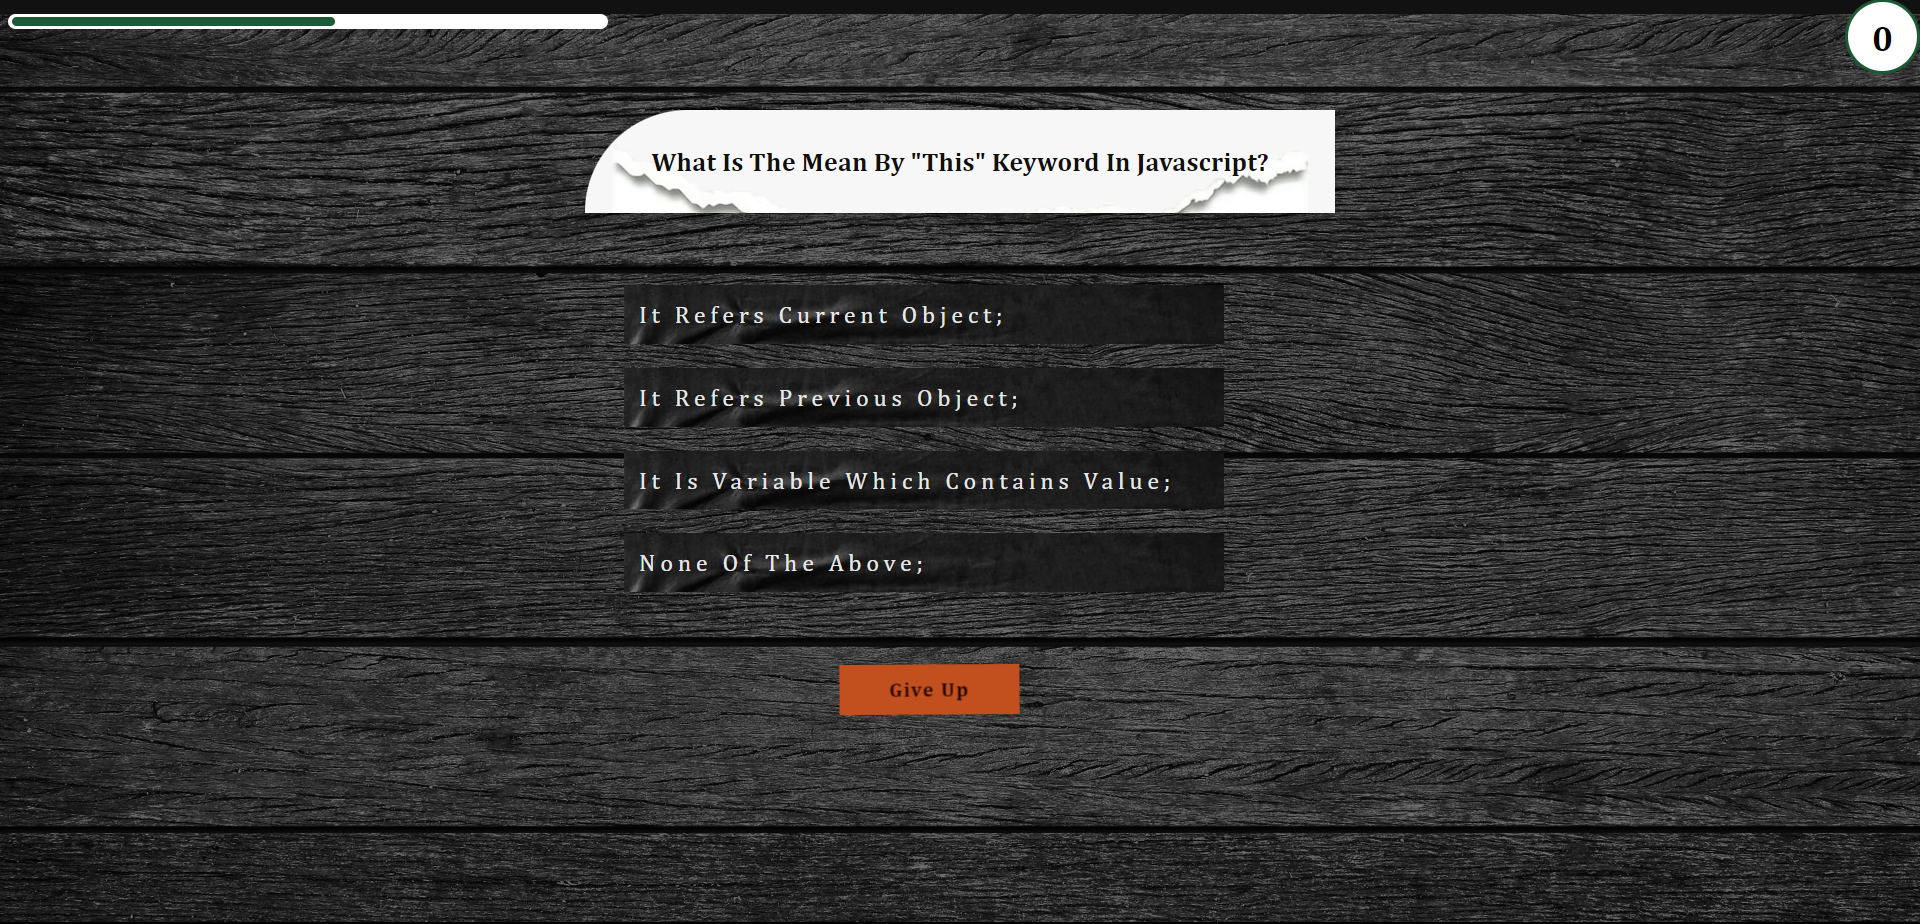 0
What Is The Mean By "This" Keyword In Javascript?
It Refers Current Object;
It Refers Previous Object;
It Is Variable Which Contains Value;
None Of The Above;
Give Up